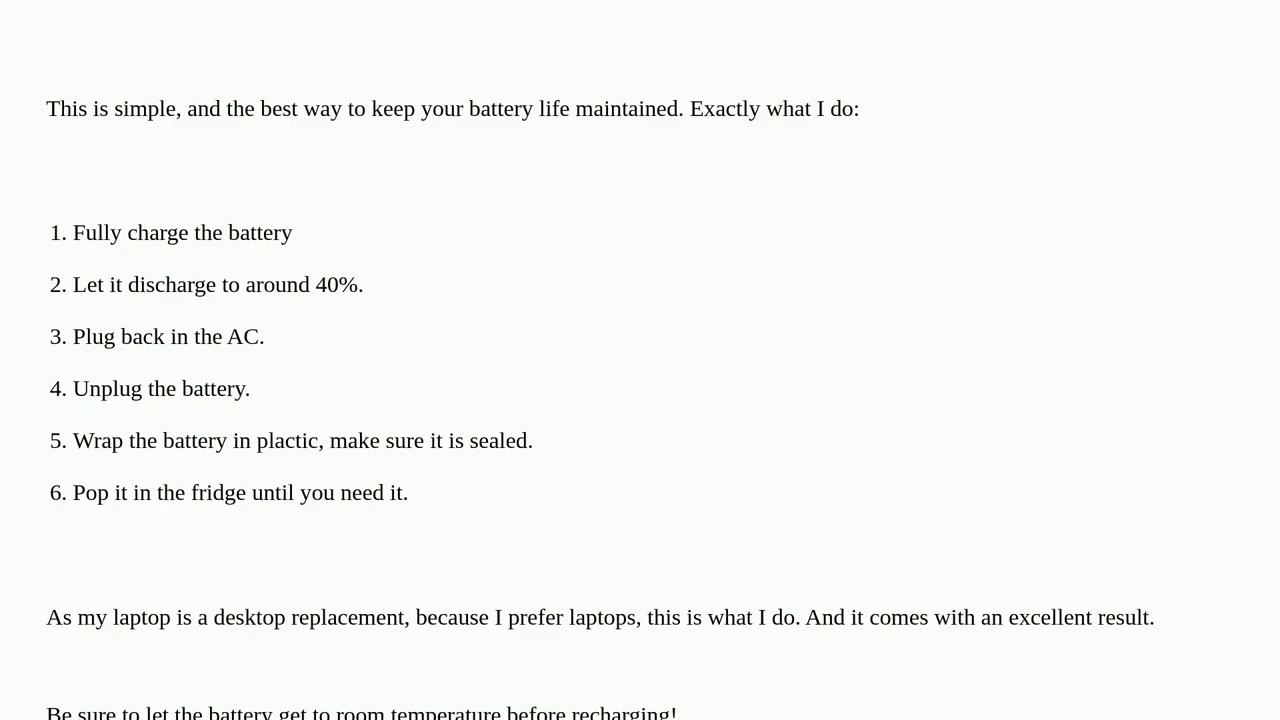 This is simple, and the best way to keep your battery life maintained. Exactly what I do:
1. Fully charge the battery
2. Let it discharge to around 40%.
3. Plug back in the AC.
4. Unplug the battery.
5. Wrap the battery in plactic, make sure it is sealed.
6. Pop it in the fridge until you need it.
As my laptop is a desktop replacement, because I prefer laptops, this is what I do. And it comes with an excellent result.
Be sure to let the battery get to room temperature before recharging!